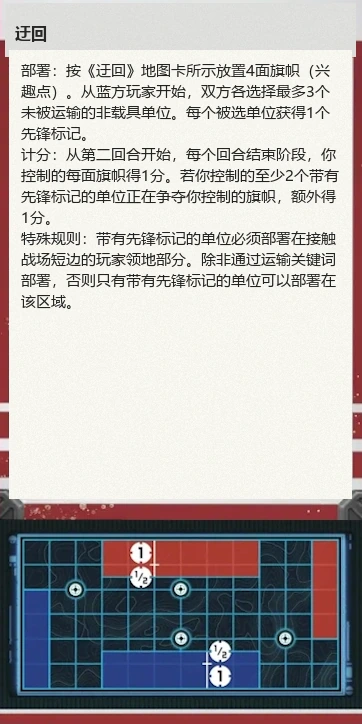 迂回
部署：按《迂回》地图卡所示放置4面旗帜（兴
趣点）。从蓝方玩家开始，双方各选择最多3个
未被运输的非载具单位。每个被选单位获得1个
先锋标记。
计分：从第二回合开始，每个回合结束阶段，你
控制的每面旗帜得1分。若你控制的至少2个带有
先锋标记的单位正在争夺你控制的旗帜，额外得
1分。
特殊规则：带有先锋标记的单位必须部署在接触
战场短边的玩家领地部分。除非通过运输关键词
部署，否则只有带有先锋标记的单位可以部署在
该区域。
1
½
½
1